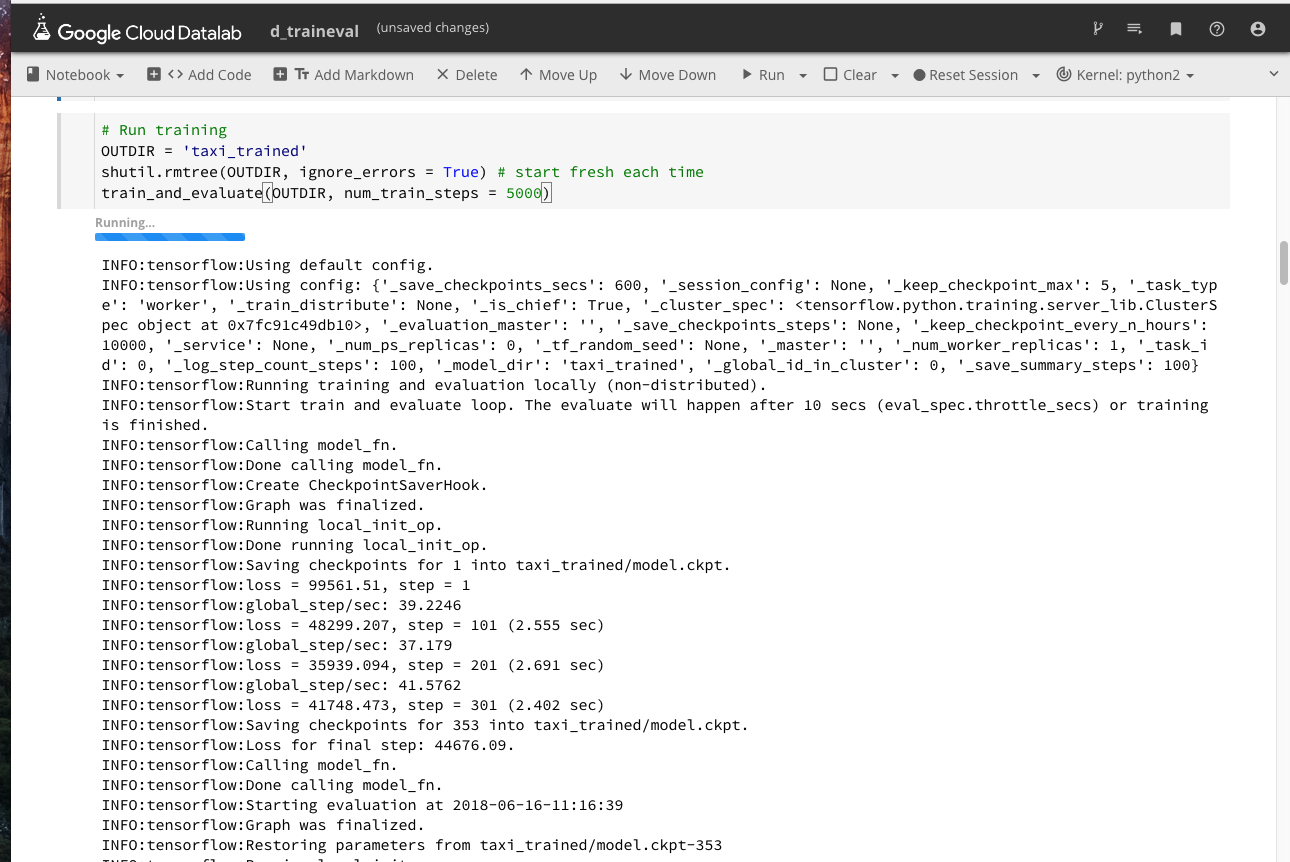 Google Cloud Datalab d_traineval (unsaved changes)
Notebook Add Code Add Markdown Delete Move Up Move Down Run Clear Reset Session Kernel: python2
# Run training
OUTDIR = 'taxi_trained'
shutil.rmtree(OUTDIR, ignore_errors = True) # start fresh each time
train_and_evaluate(OUTDIR, num_train_steps = 5000)
Running...
INFO:tensorflow:Using default config.
INFO:tensorflow:Using config: {'_save_checkpoints_secs': 600, '_session_config': None, '_keep_checkpoint_max': 5, '_task_typ
e': 'worker', '_train_distribute': None, '_is_chief': True, '_cluster_spec': <tensorflow.python.training.server_lib.ClusterS
pec object at 0x7fc91c49db10>, '_evaluation_master': '', '_save_checkpoints_steps': None, '_keep_checkpoint_every_n_hours':
10000, '_service': None, '_num_ps_replicas': 0, '_tf_random_seed': None, '_master': '', '_num_worker_replicas': 1, '_task_i
d': 0, '_log_step_count_steps': 100, '_model_dir': 'taxi_trained', '_global_id_in_cluster': 0, '_save_summary_steps': 100}
INFO:tensorflow:Running training and evaluation locally (non-distributed).
INFO:tensorflow:Start train and evaluate loop. The evaluate will happen after 10 secs (eval_spec.throttle_secs) or training
is finished.
INFO:tensorflow:Calling model_fn.
INFO:tensorflow:Done calling model_fn.
INFO:tensorflow:Create CheckpointSaverHook.
INFO:tensorflow:Graph was finalized.
INFO:tensorflow:Running local_init_op.
INFO:tensorflow:Done running local_init_op.
INFO:tensorflow:Saving checkpoints for 1 into taxi_trained/model.ckpt.
INFO:tensorflow:loss = 99561.51, step = 1
INFO:tensorflow:global_step/sec: 39.2246
INFO:tensorflow:loss = 48299.207, step = 101 (2.555 sec)
INFO:tensorflow:global_step/sec: 37.179
INFO:tensorflow:loss = 35939.094, step = 201 (2.691 sec)
INFO:tensorflow:global_step/sec: 41.5762
INFO:tensorflow:loss = 41748.473, step = 301 (2.402 sec)
INFO:tensorflow:Saving checkpoints for 353 into taxi_trained/model.ckpt.
INFO:tensorflow:Loss for final step: 44676.09.
INFO:tensorflow:Calling model_fn.
INFO:tensorflow:Done calling model_fn.
INFO:tensorflow:Starting evaluation at 2018-06-16-11:16:39
INFO:tensorflow:Graph was finalized.
INFO:tensorflow:Restoring parameters from taxi_trained/model.ckpt-353